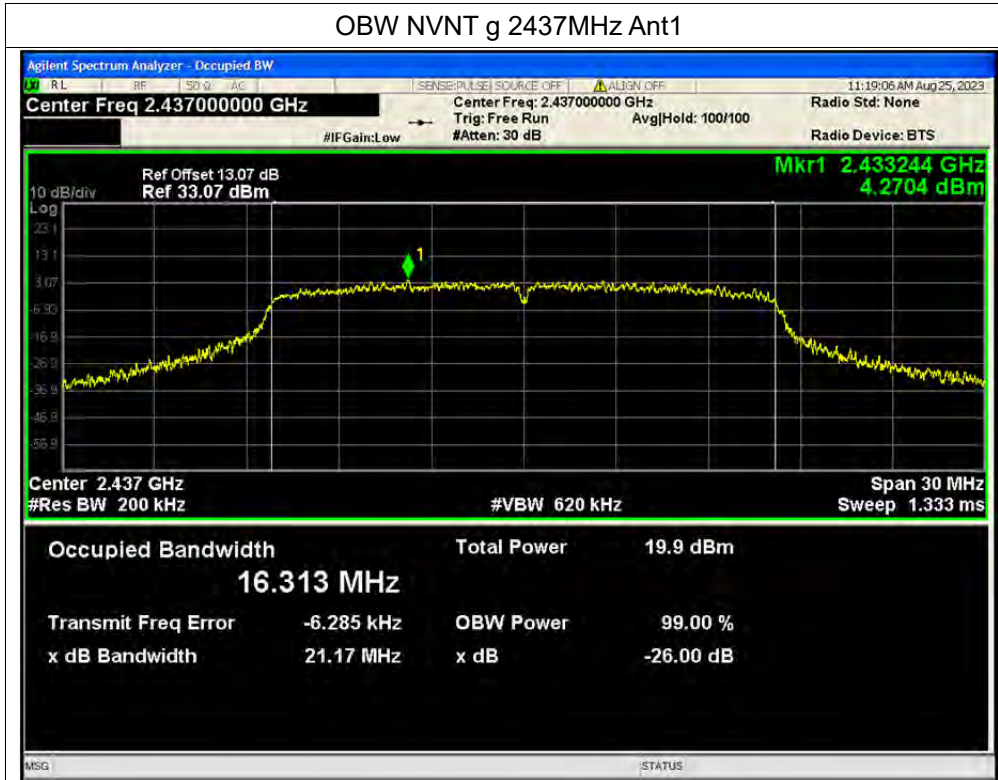 OBW NVNT g 2437MHz Ant1
Agilent Spectrum Analyzer - Occupied BW
RL RF 50 Ω AC SENSE:PULSE SOURCE OFF ALIGN OFF 11:19:06 AM Aug 25, 2023
Center Freq 2.437000000 GHz Center Freq: 2.437000000 GHz Radio Std: None
Trig: Free Run Avg|Hold: 100/100
#IFGain:Low #Atten: 30 dB Radio Device: BTS
Mkr1 2.433244 GHz
4.2704 dBm
Ref Offset 13.07 dB
10 dB/div Ref 33.07 dBm
Log
23.1
1
13.1
3.07
-6.93
-16.9
-26.9
-36.9
-46.9
-56.9
Center 2.437 GHz Span 30 MHz
#Res BW 200 kHz #VBW 620 kHz Sweep 1.333 ms
Occupied Bandwidth Total Power 19.9 dBm
16.313 MHz
Transmit Freq Error -6.285 kHz OBW Power 99.00 %
x dB Bandwidth 21.17 MHz x dB -26.00 dB
MSG STATUS